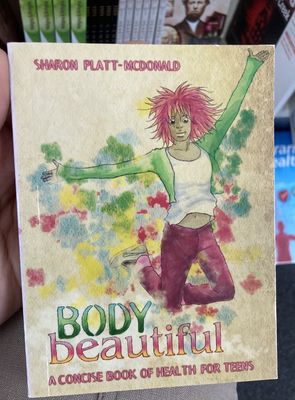 SHARON PLATT-MCDONALD
BODY
beautiful
A CONCISE BOOK OF HEALTH FOR TEENS